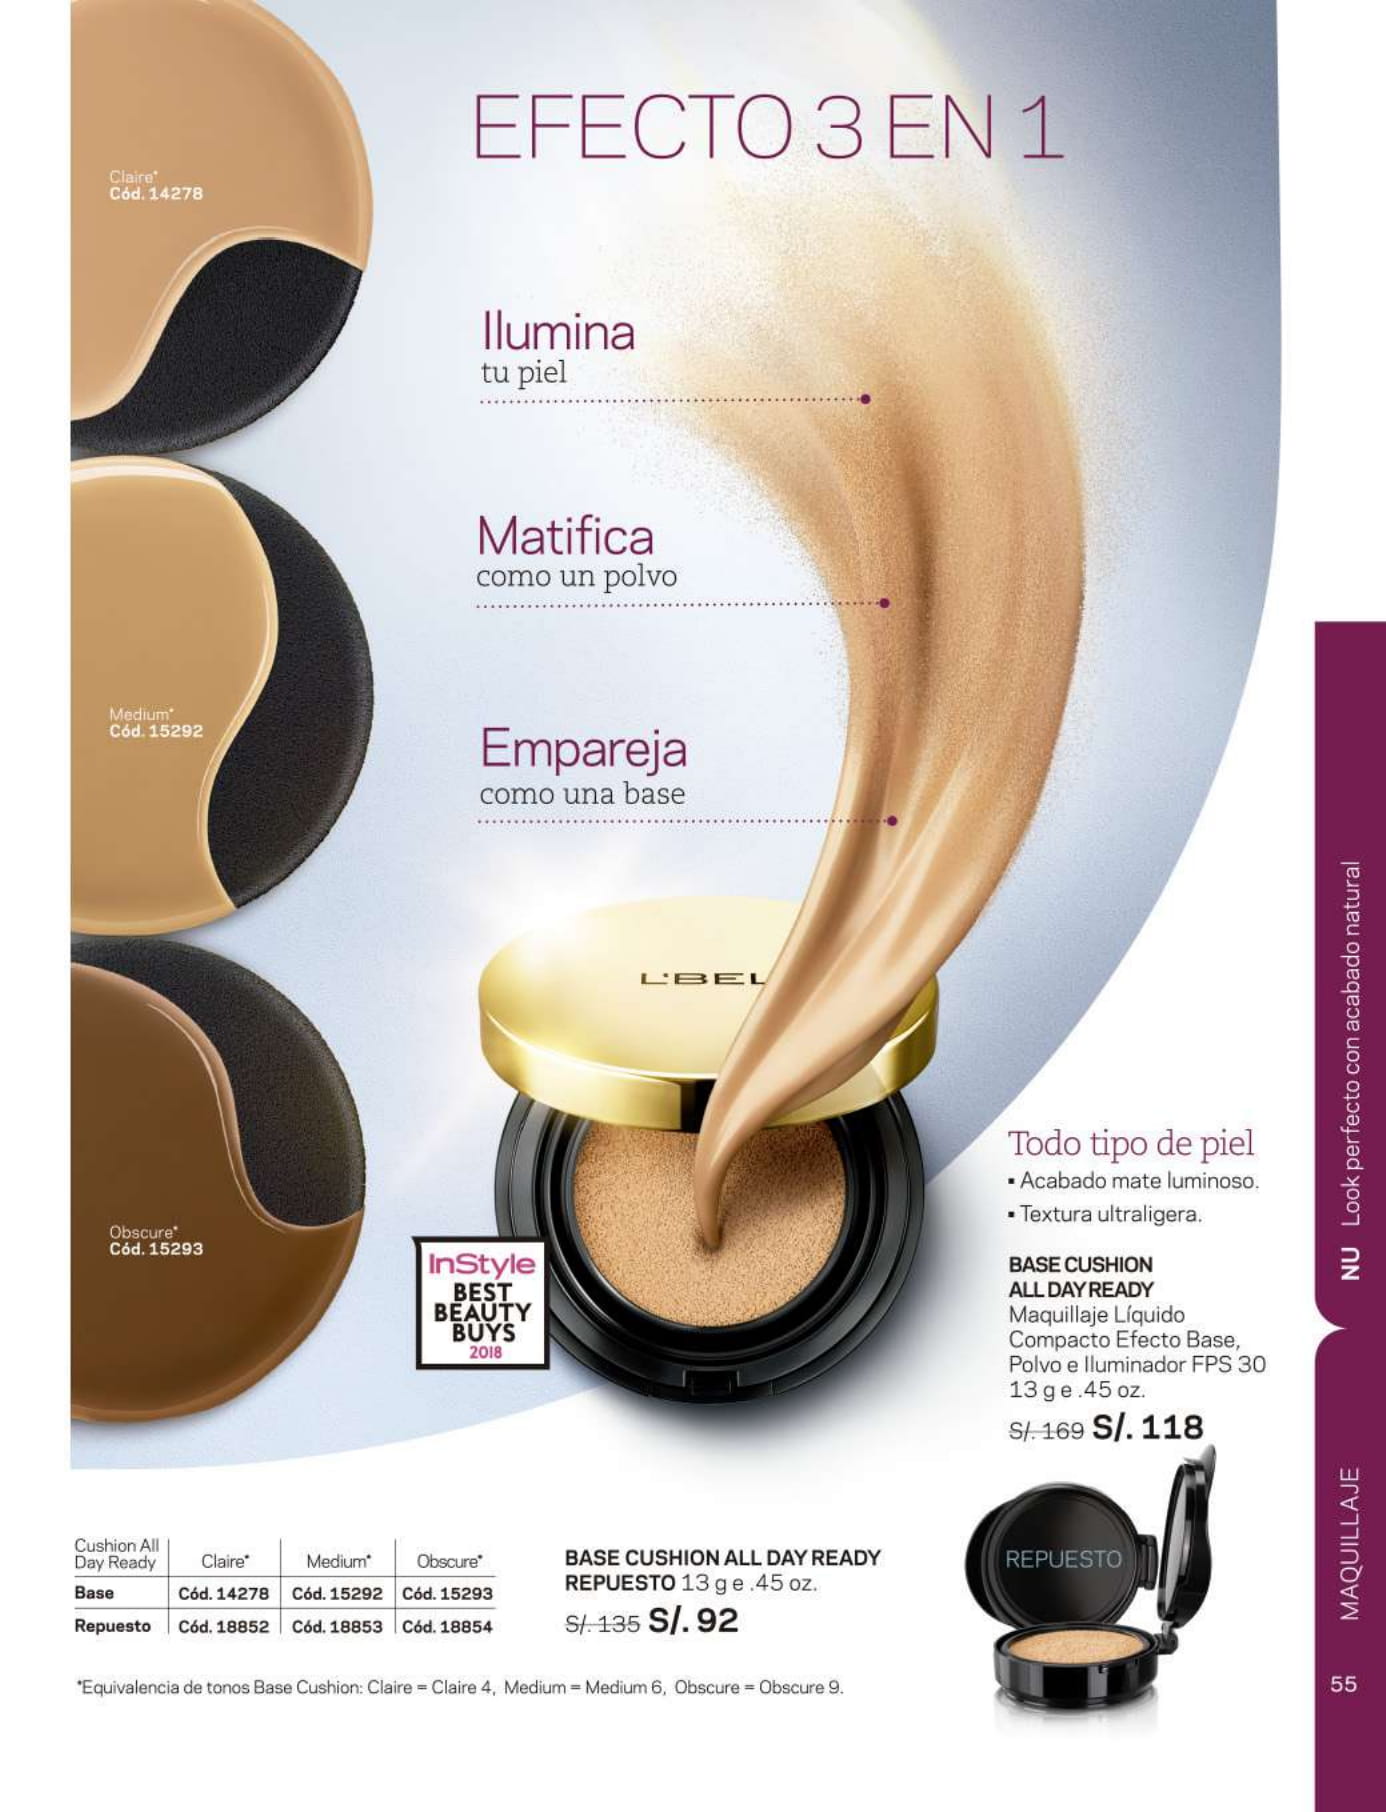 EFECTO 3 EN 1
Claire*
Cód. 14278
Ilumina
tu piel
Matifica
como un polvo
Medium*
Cód. 15292
Empareja
como una base
L'BEL
Obscure*
Cód. 15293
InStyle
BEST
BEAUTY
BUYS
2018
Todo tipo de piel
▪ Acabado mate luminoso.
▪ Textura ultraligera.
BASE CUSHION
ALL DAY READY
Maquillaje Líquido
Compacto Efecto Base,
Polvo e Iluminador FPS 30
13 g e .45 oz.
S/. 169 S/. 118
REPUESTO
Cushion All
Day Ready Claire* Medium* Obscure*
Base Cód. 14278 Cód. 15292 Cód. 15293
Repuesto Cód. 18852 Cód. 18853 Cód. 18854
BASE CUSHION ALL DAY READY
REPUESTO 13 g e .45 oz.
S/. 135 S/. 92
*Equivalencia de tonos Base Cushion: Claire = Claire 4, Medium = Medium 6, Obscure = Obscure 9.
NU Look perfecto con acabado natural
MAQUILLAJE
55